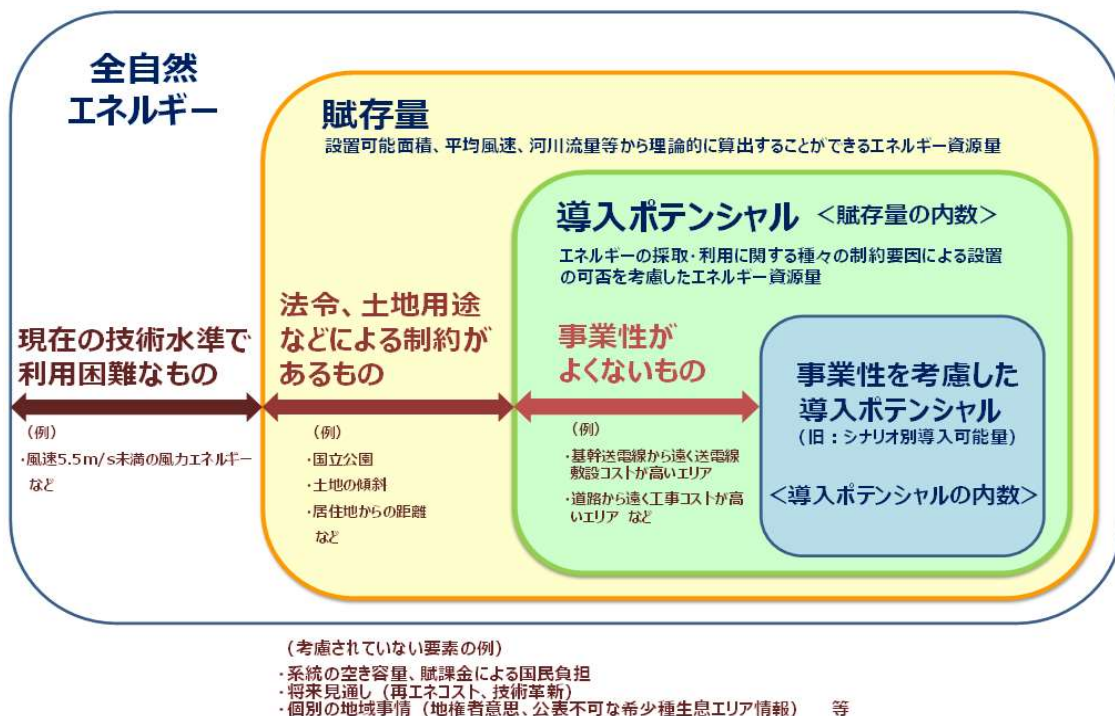 全自然
エネルギー
賦存量
設置可能面積、平均風速、河川流量等から理論的に算出することができるエネルギー資源量
導入ポテンシャル <賦存量の内数>
エネルギーの採取・利用に関する種々の制約要因による設置
の可否を考慮したエネルギー資源量
現在の技術水準で
利用困難なもの
(例)
・風速5.5m/s未満の風力エネルギー
など
法令、土地用途
などによる制約が
あるもの
(例)
・国立公園
・土地の傾斜
・居住地からの距離
など
事業性が
よくないもの
(例)
・基幹送電線から遠く送電線
敷設コストが高いエリア
・道路から遠く工事コストが高
いエリア など
事業性を考慮した
導入ポテンシャル
(旧:シナリオ別導入可能量)
<導入ポテンシャルの内数>
(考慮されていない要素の例)
・系統の空き容量、賦課金による国民負担
・将来見通し(再エネコスト、技術革新)
・個別の地域事情(地権者意思、公表不可な希少種生息エリア情報) 等